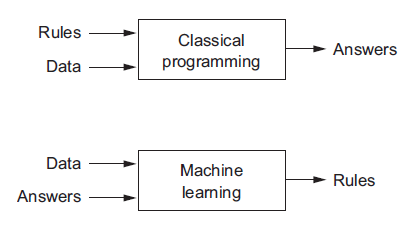 Rules
Data
Classical
programming
Answers
Data
Answers
Machine
learning
Rules